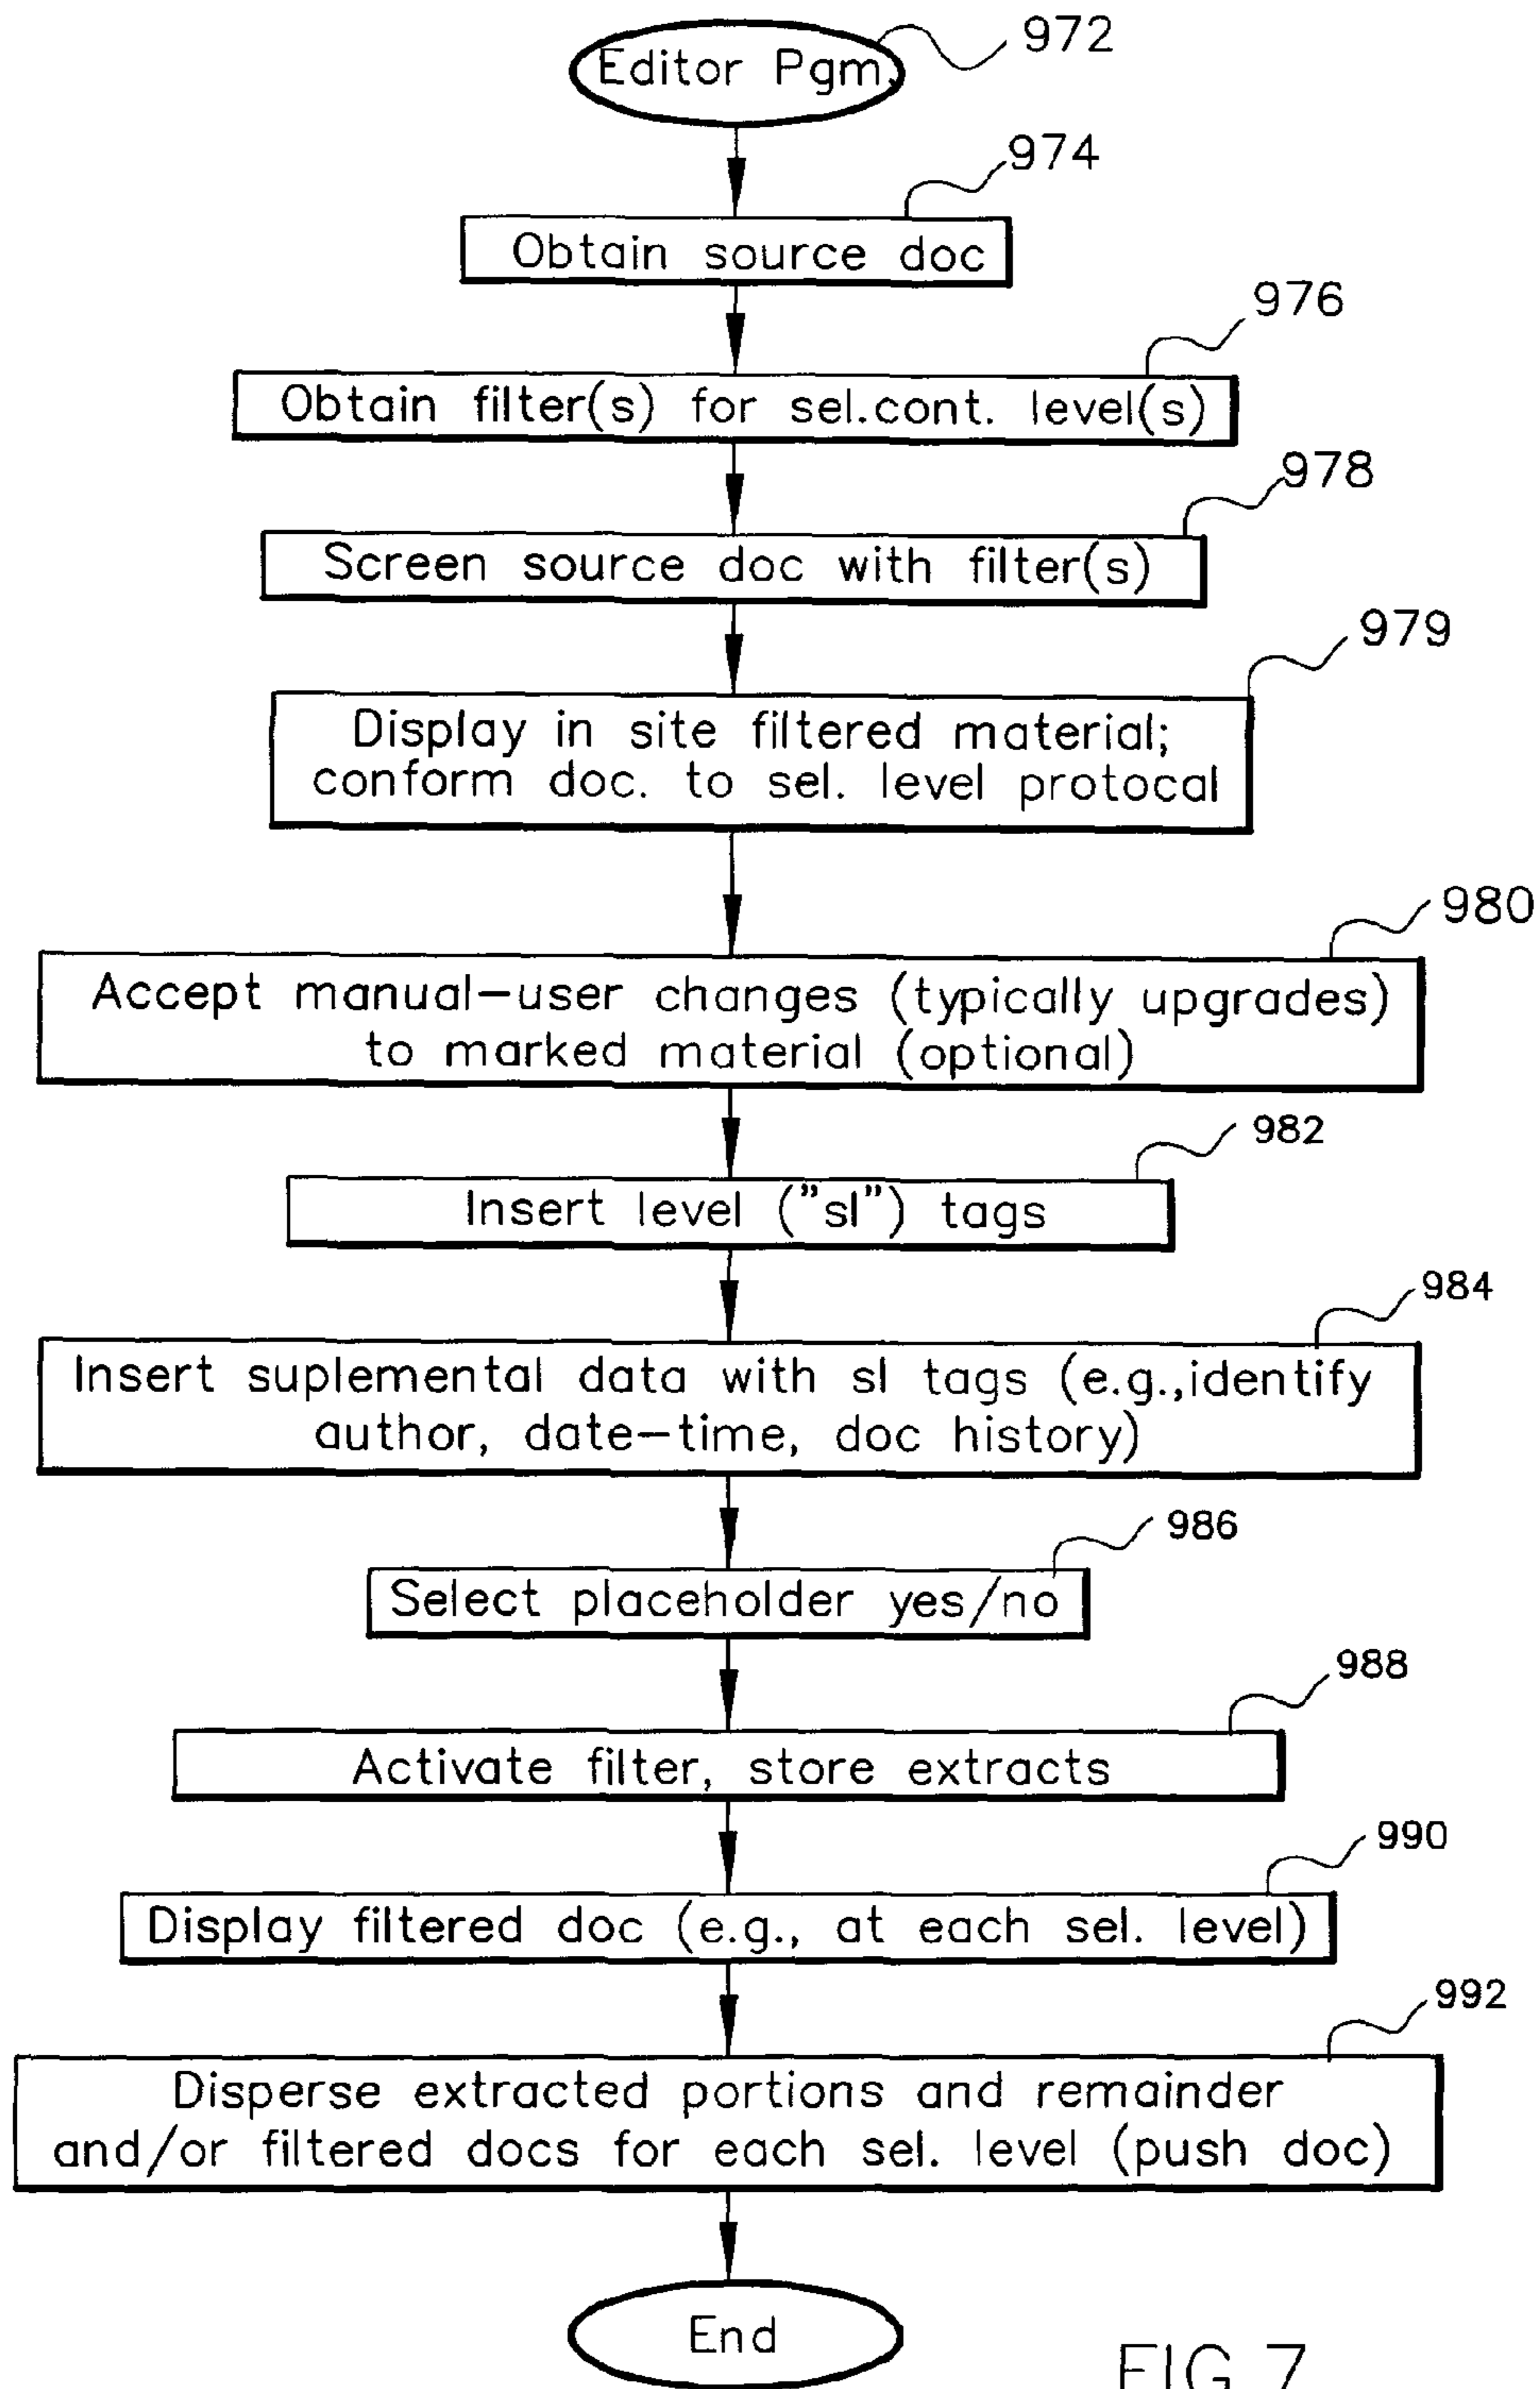 Editor Pgm.
972
974
Obtain source doc
976
Obtain filter(s) for sel.cont. level(s)
978
Screen source doc with filter(s)
979
Display in site filtered material;
conform doc. to sel. level protocal
980
Accept manual-user changes (typically upgrades)
to marked material (optional)
982
Insert level ("sl") tags
984
Insert suplemental data with sl tags (e.g.,identify
author, date-time, doc history)
986
Select placeholder yes/no
988
Activate filter, store extracts
990
Display filtered doc (e.g., at each sel. level)
992
Disperse extracted portions and remainder
and/or filtered docs for each sel. level (push doc)
End
FIG 7